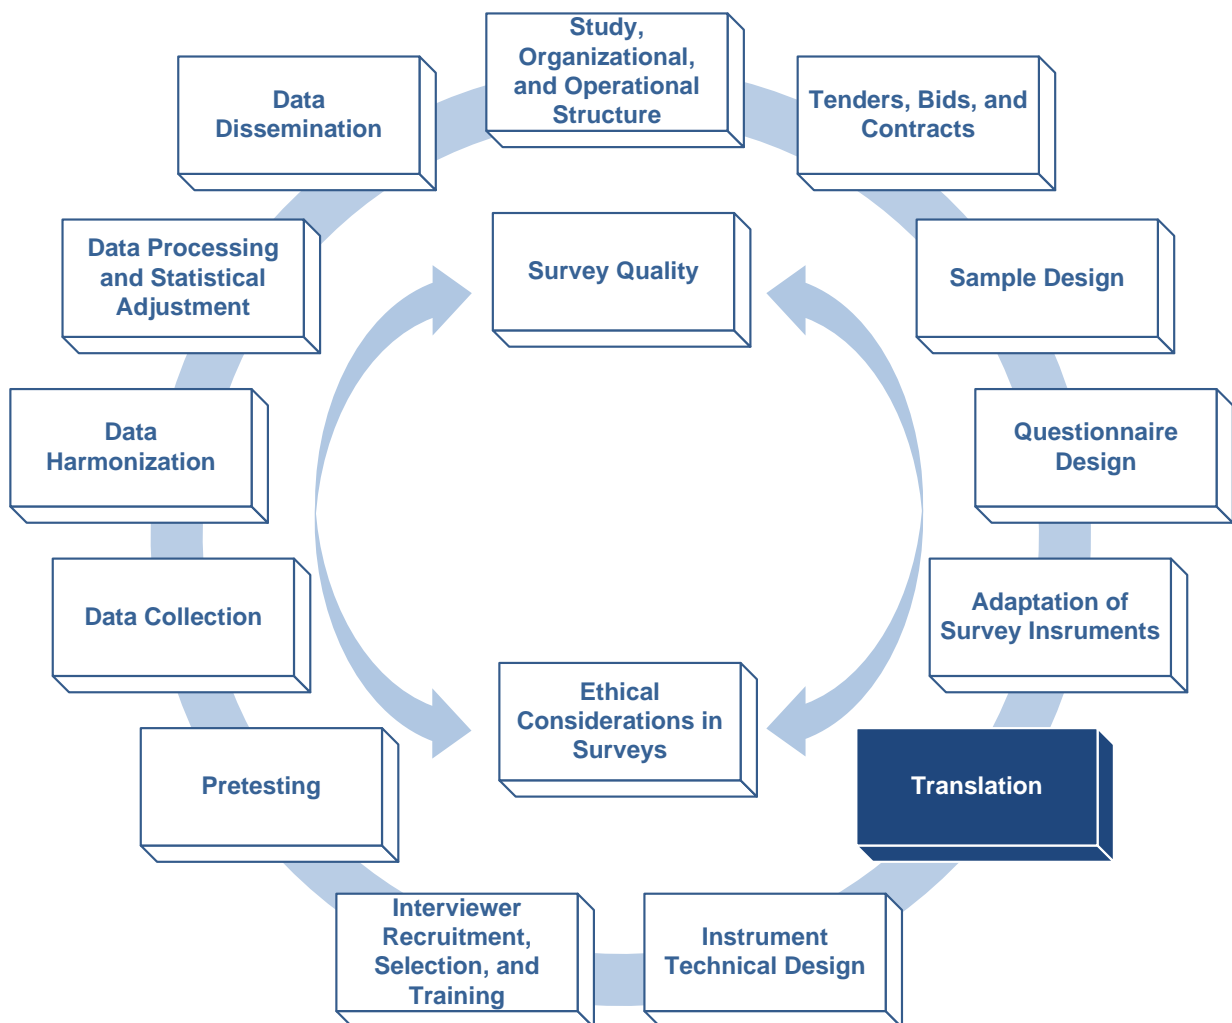 Study,
Organizational,
and Operational
Structure
Tenders, Bids, and
Contracts
Sample Design
Questionnaire
Design
Adaptation of
Survey Insruments
Translation
Instrument
Technical Design
Interviewer
Recruitment,
Selection, and
Training
Pretesting
Data Collection
Data
Harmonization
Data Processing
and Statistical
Adjustment
Data
Dissemination
Survey Quality
Ethical
Considerations in
Surveys